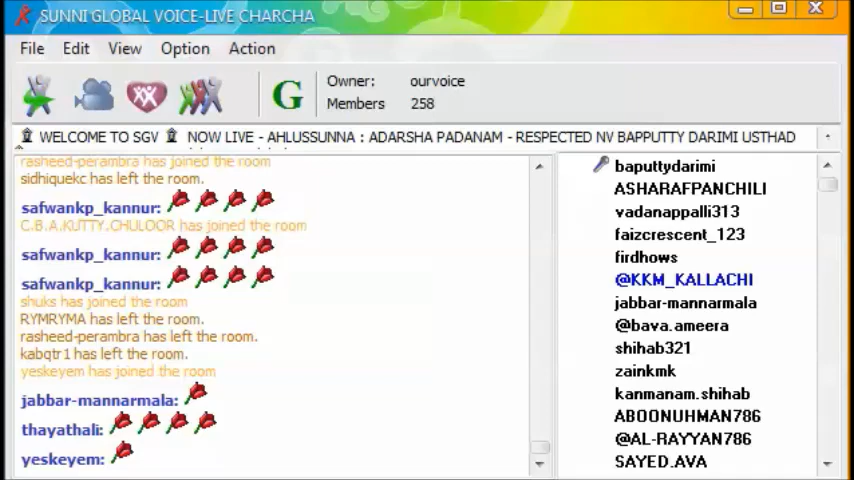 SUNNI GLOBAL VOICE-LIVE CHARCHA
File Edit View Option Action
G
Owner: ourvoice
Members 258
WELCOME TO SGV NOW LIVE - AHLUSSUNNA : ADARSHA PADANAM - RESPECTED NV BAPPUTTY DARIMI USTHAD
rasheed-perambra has joined the room
sidhiquekc has left the room.
safwankp_kannur:
C.B.A.KUTTY.CHULOOR has joined the room
safwankp_kannur:
safwankp_kannur:
shuks has joined the room
RYMRYMA has left the room.
rasheed-perambra has left the room.
kabqtr1 has left the room.
yeskeyem has joined the room
jabbar-mannarmala:
thayathali:
yeskeyem:
baputtydarimi
ASHARAFPANCHILI
vadanappalli313
faizcrescent_123
firdhows
@KKM_KALLACHI
jabbar-mannarmala
@bava.ameera
shihab321
zainkmk
kanmanam.shihab
ABOONUHMAN786
@AL-RAYYAN786
SAYED.AVA